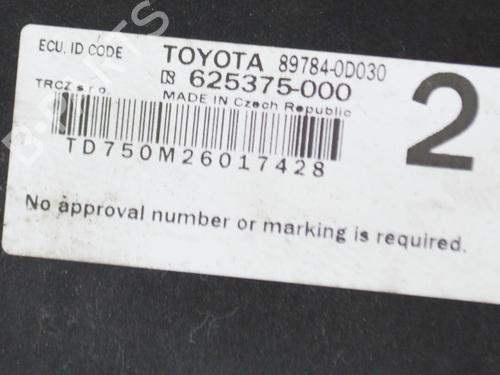 ECU. ID CODE TOYOTA 89784-0D030
625375-000
TRCZ s.r.o. MADE IN Czech Republic
2
TD750M26017428
No approval number or marking is required.
B-PARTS